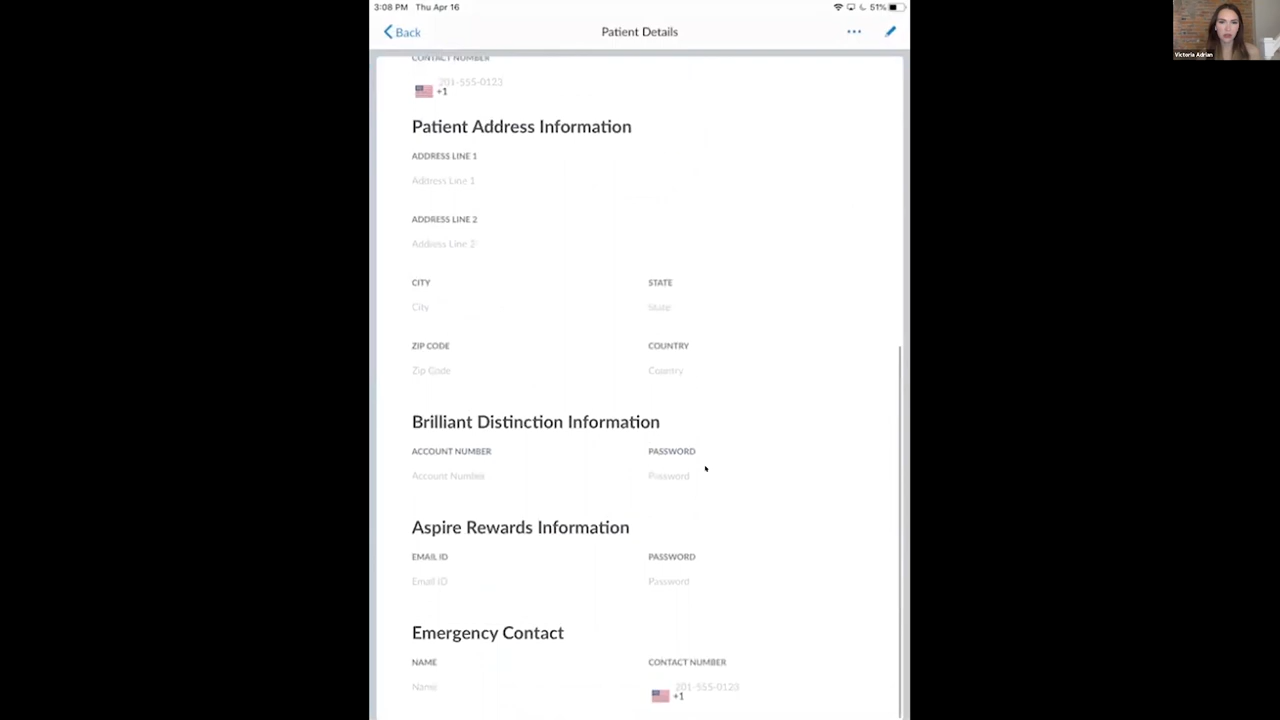 3:08 PM Thu Apr 16 51%
Back Patient Details
Victoria Adrian
CONTACT NUMBER
201-555-0123
+1
Patient Address Information
ADDRESS LINE 1
Address Line 1
ADDRESS LINE 2
Address Line 2
CITY STATE
City State
ZIP CODE COUNTRY
Zip Code Country
Brilliant Distinction Information
ACCOUNT NUMBER PASSWORD
Account Number Password
Aspire Rewards Information
EMAIL ID PASSWORD
Email ID Password
Emergency Contact
NAME CONTACT NUMBER
Name 201-555-0123
+1